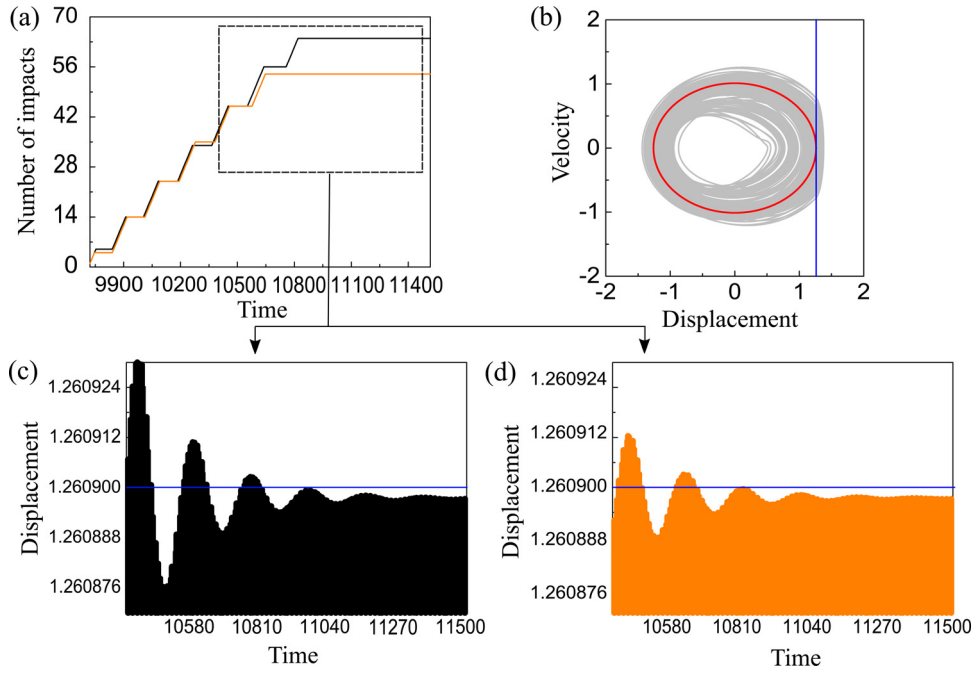 (a)
70
56
42
28
14
0
Number of impacts
9900 10200 10500 10800 11100 11400
Time
(b)
2
1
0
-1
-2
Velocity
-2 -1 0 1 2
Displacement
(c)
1.260924
1.260912
1.260900
1.260888
1.260876
Displacement
10580 10810 11040 11270 11500
Time
(d)
1.260924
1.260912
1.260900
1.260888
1.260876
Displacement
10580 10810 11040 11270 11500
Time